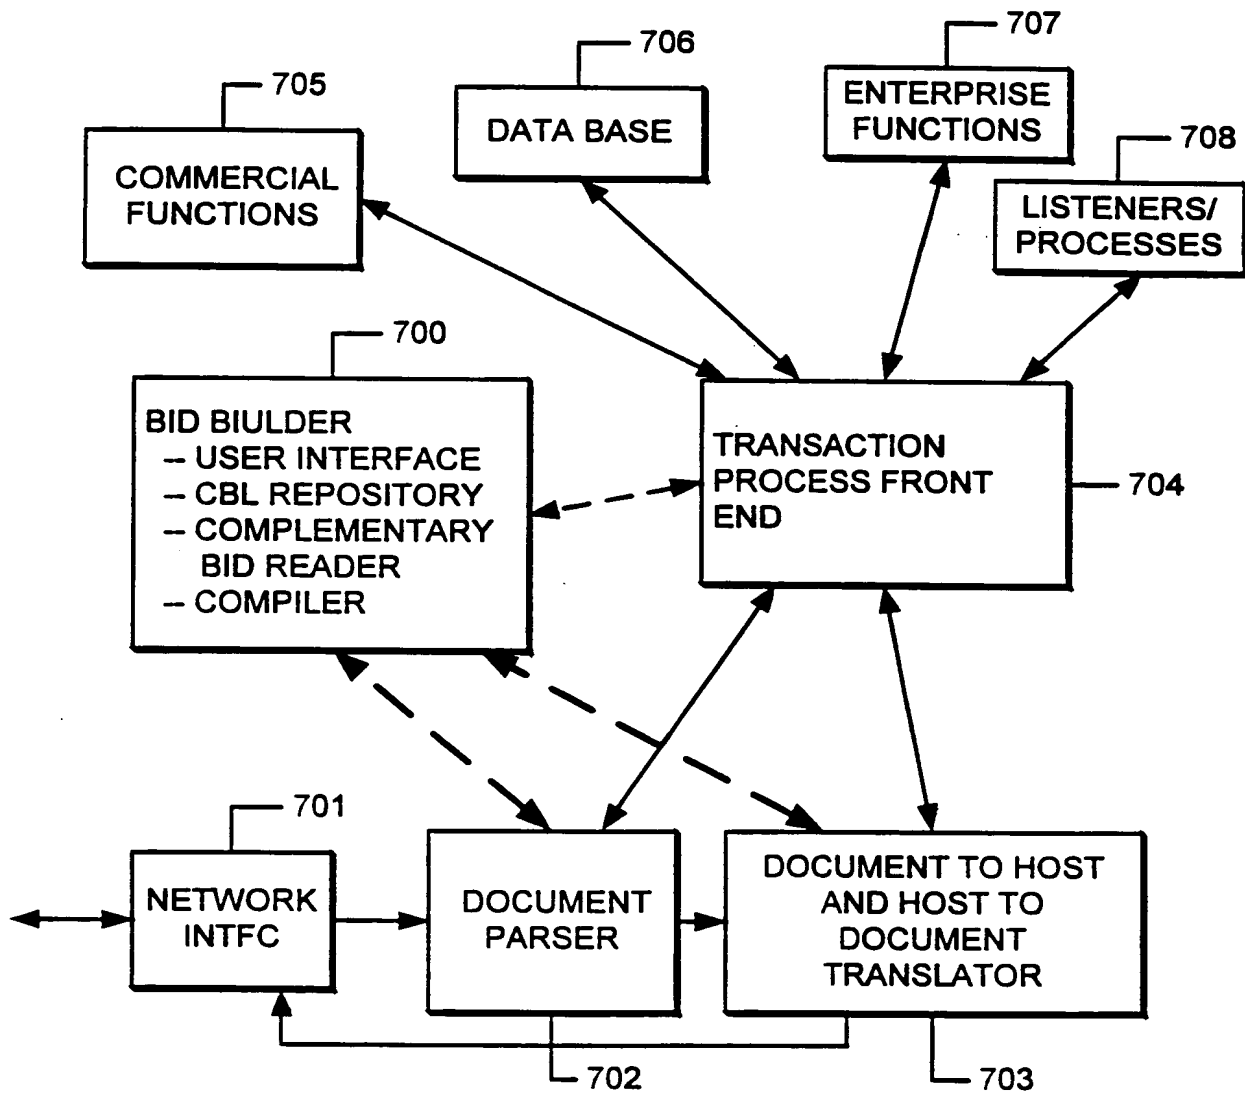 707
706
705
ENTERPRISE
FUNCTIONS
DATA BASE
708
COMMERCIAL
FUNCTIONS
LISTENERS/
PROCESSES
700
BID BIULDER
– USER INTERFACE
– CBL REPOSITORY
– COMPLEMENTARY
BID READER
– COMPILER
TRANSACTION
PROCESS FRONT
END
704
701
NETWORK
INTFC
DOCUMENT
PARSER
DOCUMENT TO HOST
AND HOST TO
DOCUMENT
TRANSLATOR
702
703